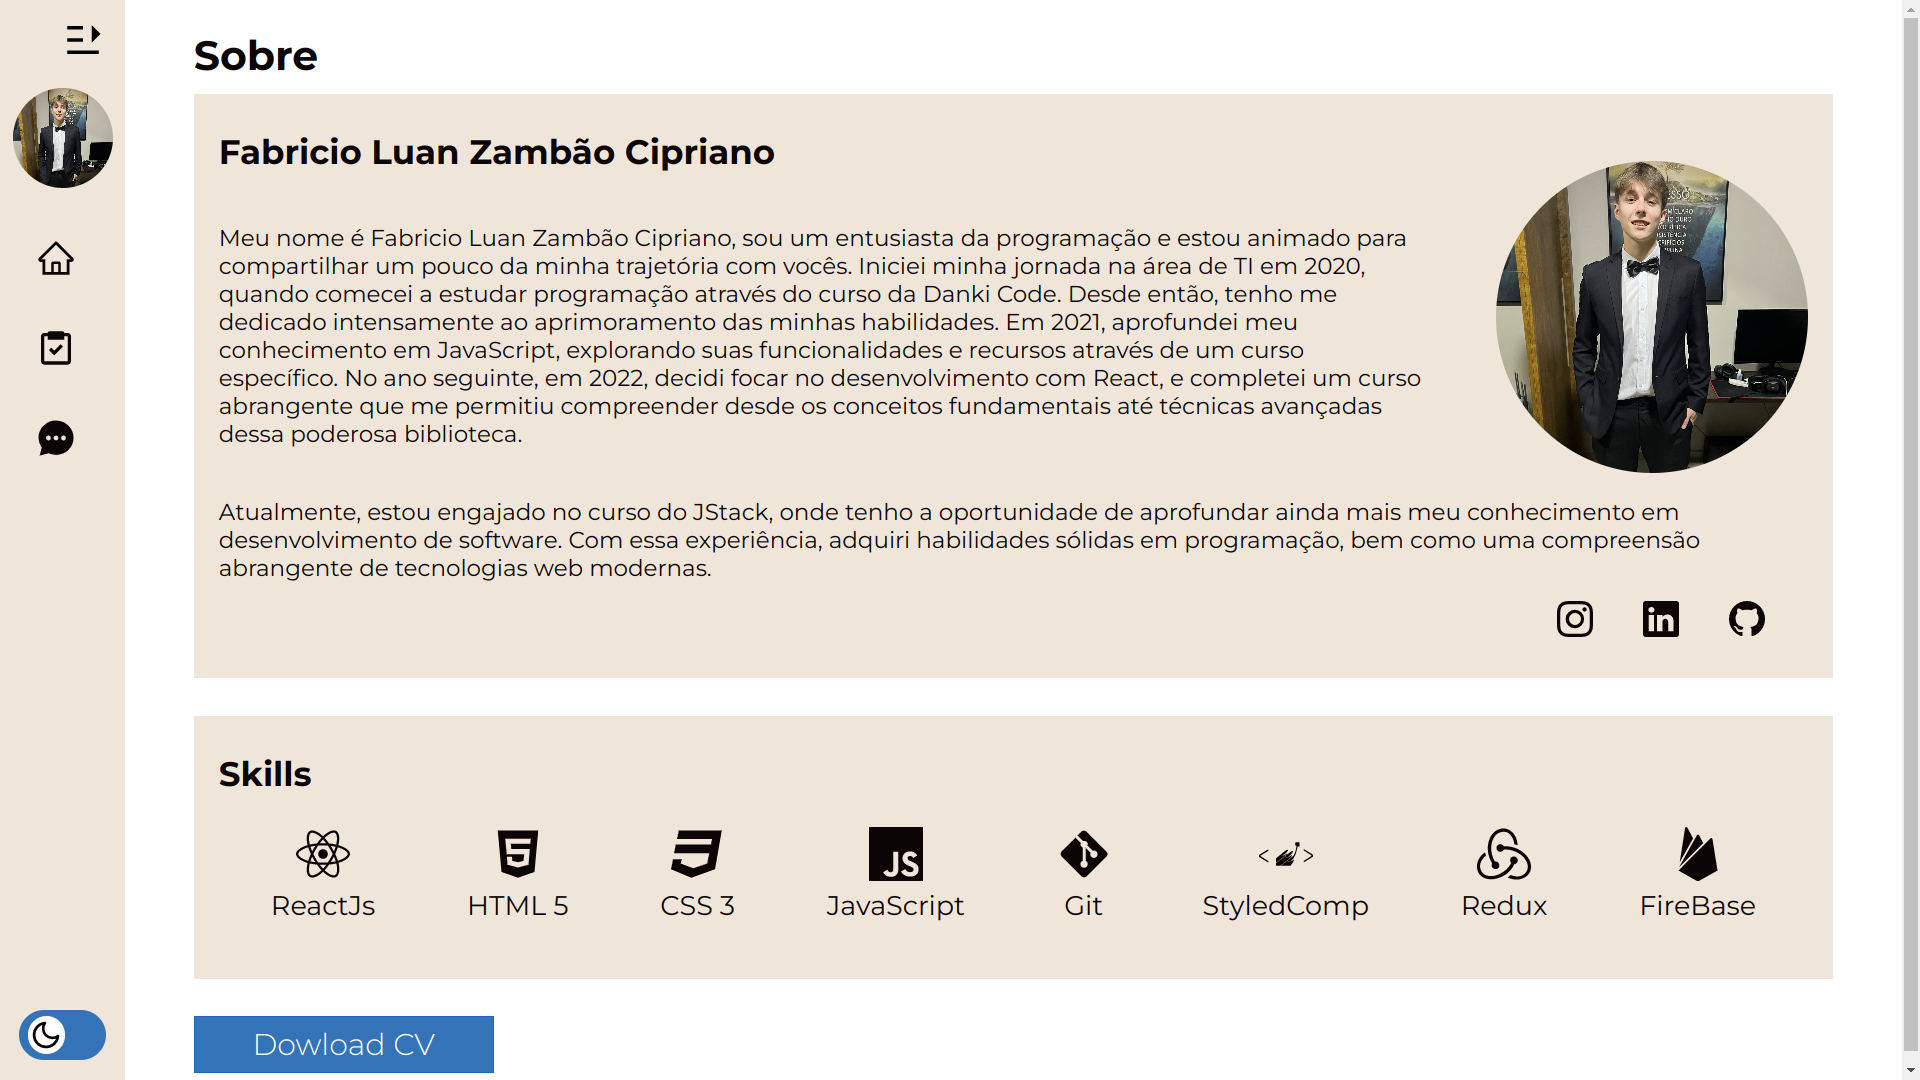 Sobre
Fabricio Luan Zambão Cipriano
Meu nome é Fabricio Luan Zambão Cipriano, sou um entusiasta da programação e estou animado para
compartilhar um pouco da minha trajetória com vocês. Iniciei minha jornada na área de TI em 2020,
quando comecei a estudar programação através do curso da Danki Code. Desde então, tenho me
dedicado intensamente ao aprimoramento das minhas habilidades. Em 2021, aprofundei meu
conhecimento em JavaScript, explorando suas funcionalidades e recursos através de um curso
específico. No ano seguinte, em 2022, decidi focar no desenvolvimento com React, e completei um curso
abrangente que me permitiu compreender desde os conceitos fundamentais até técnicas avançadas
dessa poderosa biblioteca.
Atualmente, estou engajado no curso do JStack, onde tenho a oportunidade de aprofundar ainda mais meu conhecimento em
desenvolvimento de software. Com essa experiência, adquiri habilidades sólidas em programação, bem como uma compreensão
abrangente de tecnologias web modernas.
in
Skills
5
3
JS
ReactJs HTML 5 CSS 3 JavaScript Git StyledComp Redux FireBase
Dowload CV